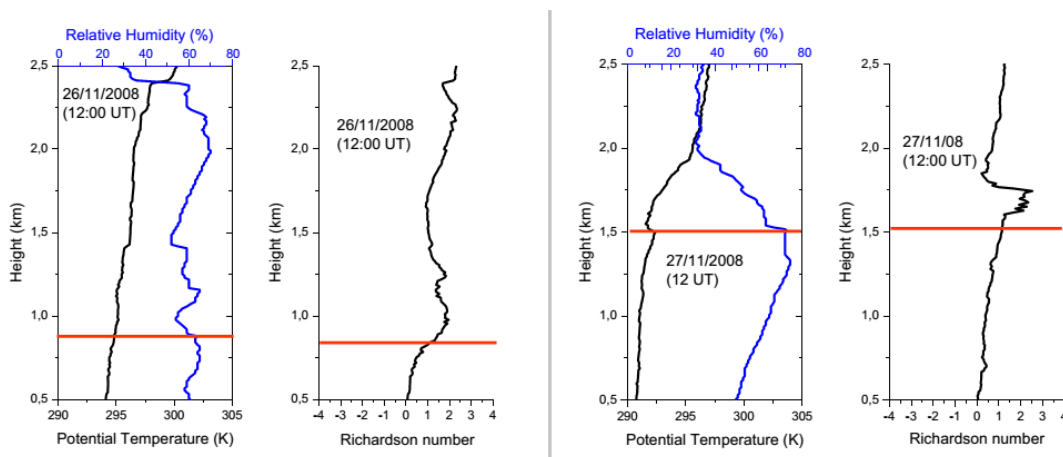 Relative Humidity (%)
0 20 40 60 80
2,5
2,0
1,5
1,0
0,5
Height (km)
26/11/2008
(12:00 UT)
290 295 300 305
Potential Temperature (K)
2,5
2,0
1,5
1,0
0,5
Height (km)
26/11/2008
(12:00 UT)
-4 -3 -2 -1 0 1 2 3 4
Richardson number
Relative Humidity (%)
0 10 20 30 40 50 60 70 80
2,5
2,0
1,5
1,0
0,5
Height (km)
27/11/2008
(12 UT)
290 295 300 305
Potential Temperature (K)
2,5
2,0
1,5
1,0
0,5
Height (km)
27/11/08
(12:00 UT)
-4 -3 -2 -1 0 1 2 3 4
Richardson number